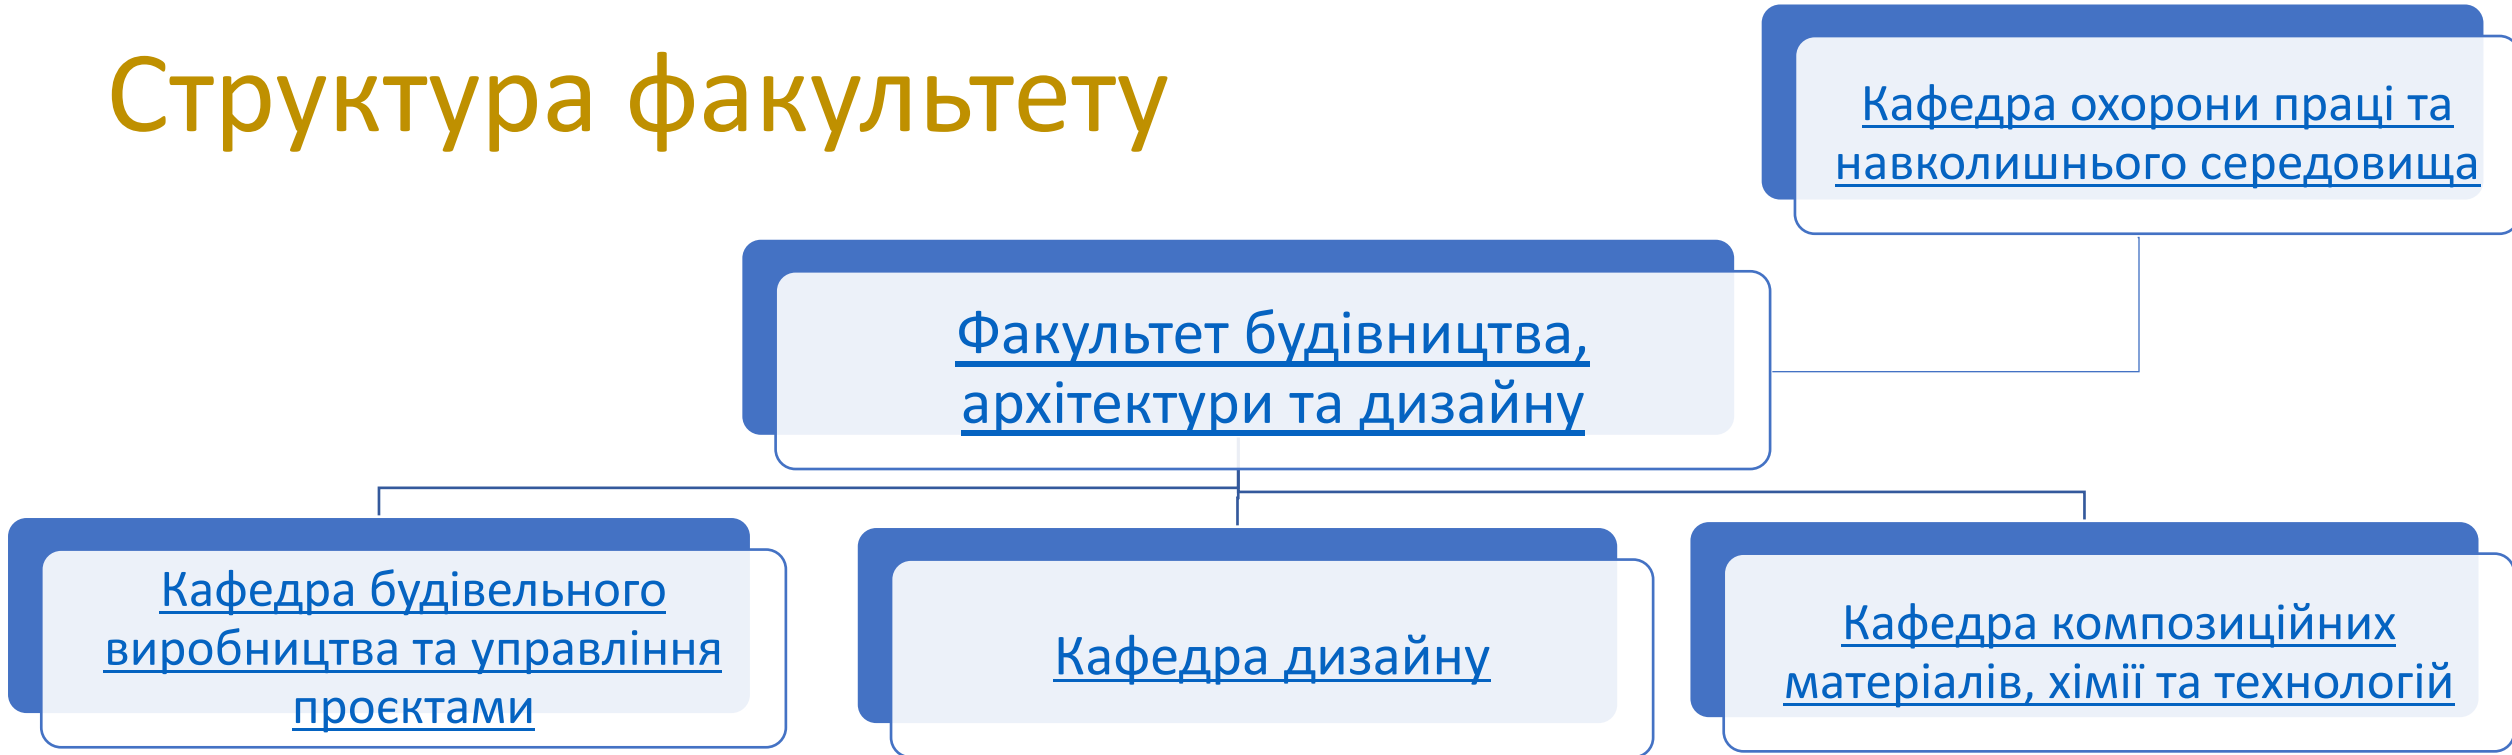 Структура факультету
Кафедра охорони праці та
навколишнього середовища
Факультет будівництва,
архітектури та дизайну
Кафедра будівельного
виробництва та управління
проектами
Кафедра дизайну
Кафедра композиційних
матеріалів, хімії та технологій